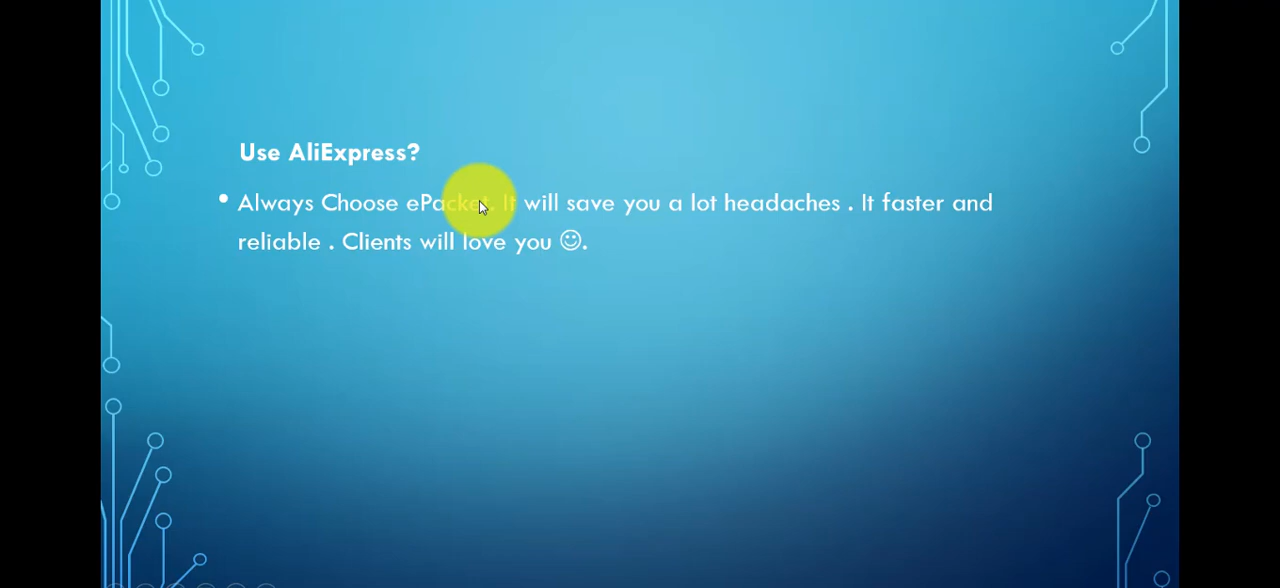 Use AliExpress?
• Always Choose ePacket. It will save you a lot headaches . It faster and
reliable . Clients will love you ☺.